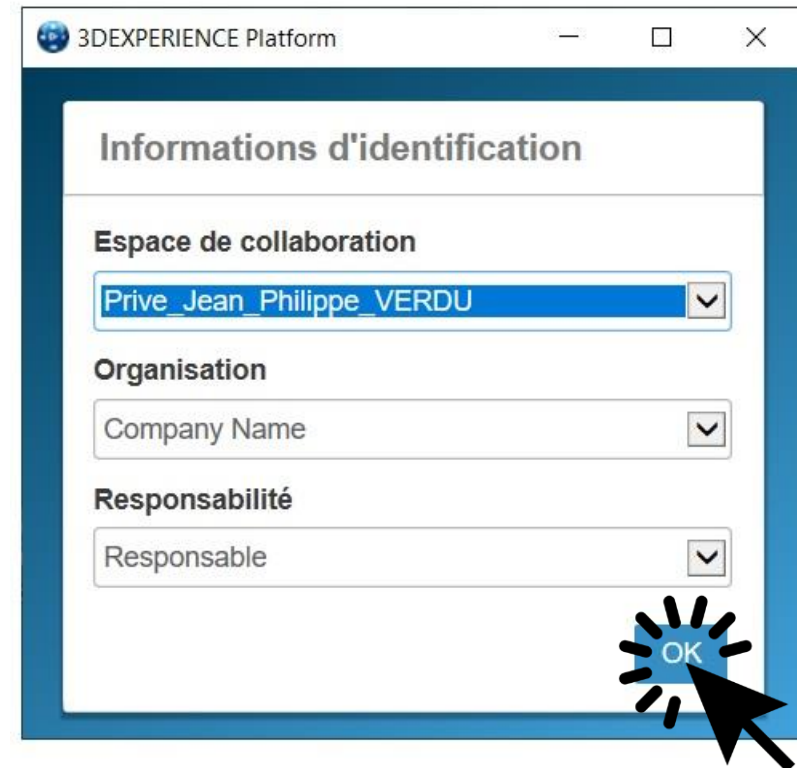 3DEXPERIENCE Platform
Informations d'identification
Espace de collaboration
Prive_Jean_Philippe_VERDU
Organisation
Company Name
Responsabilité
Responsable
OK